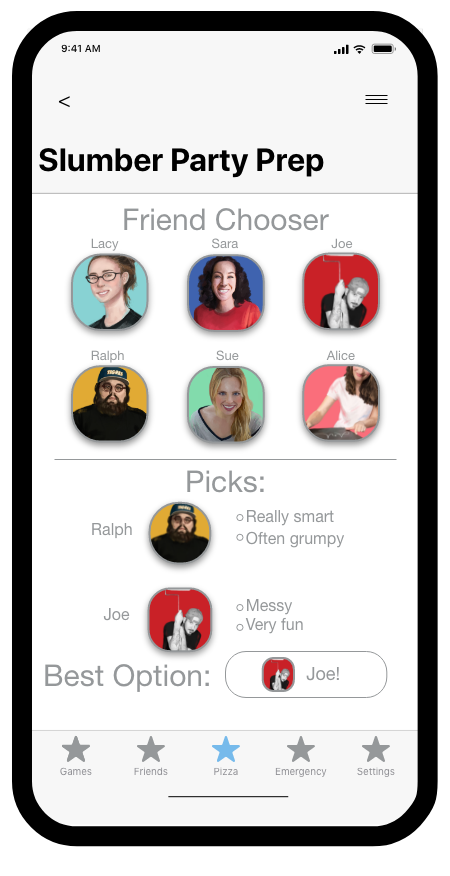 9:41 AM
<
Slumber Party Prep
Friend Chooser
Lacy Sara Joe
Ralph Sue Alice
Picks:
Ralph
Really smart
Often grumpy
Joe
Messy
Very fun
Best Option: Joe!
Games Friends Pizza Emergency Settings